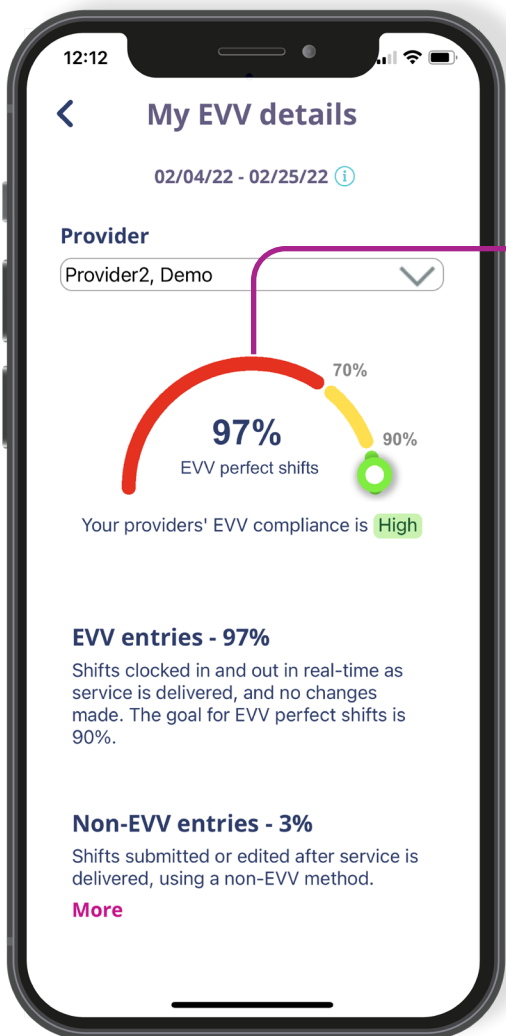 12:12
My EVV details
02/04/22 - 02/25/22 i
Provider
Provider2, Demo
70%
97%
90%
EVV perfect shifts
Your providers' EVV compliance is High
EVV entries - 97%
Shifts clocked in and out in real-time as
service is delivered, and no changes
made. The goal for EVV perfect shifts is
90%.
Non-EVV entries - 3%
Shifts submitted or edited after service is
delivered, using a non-EVV method.
More